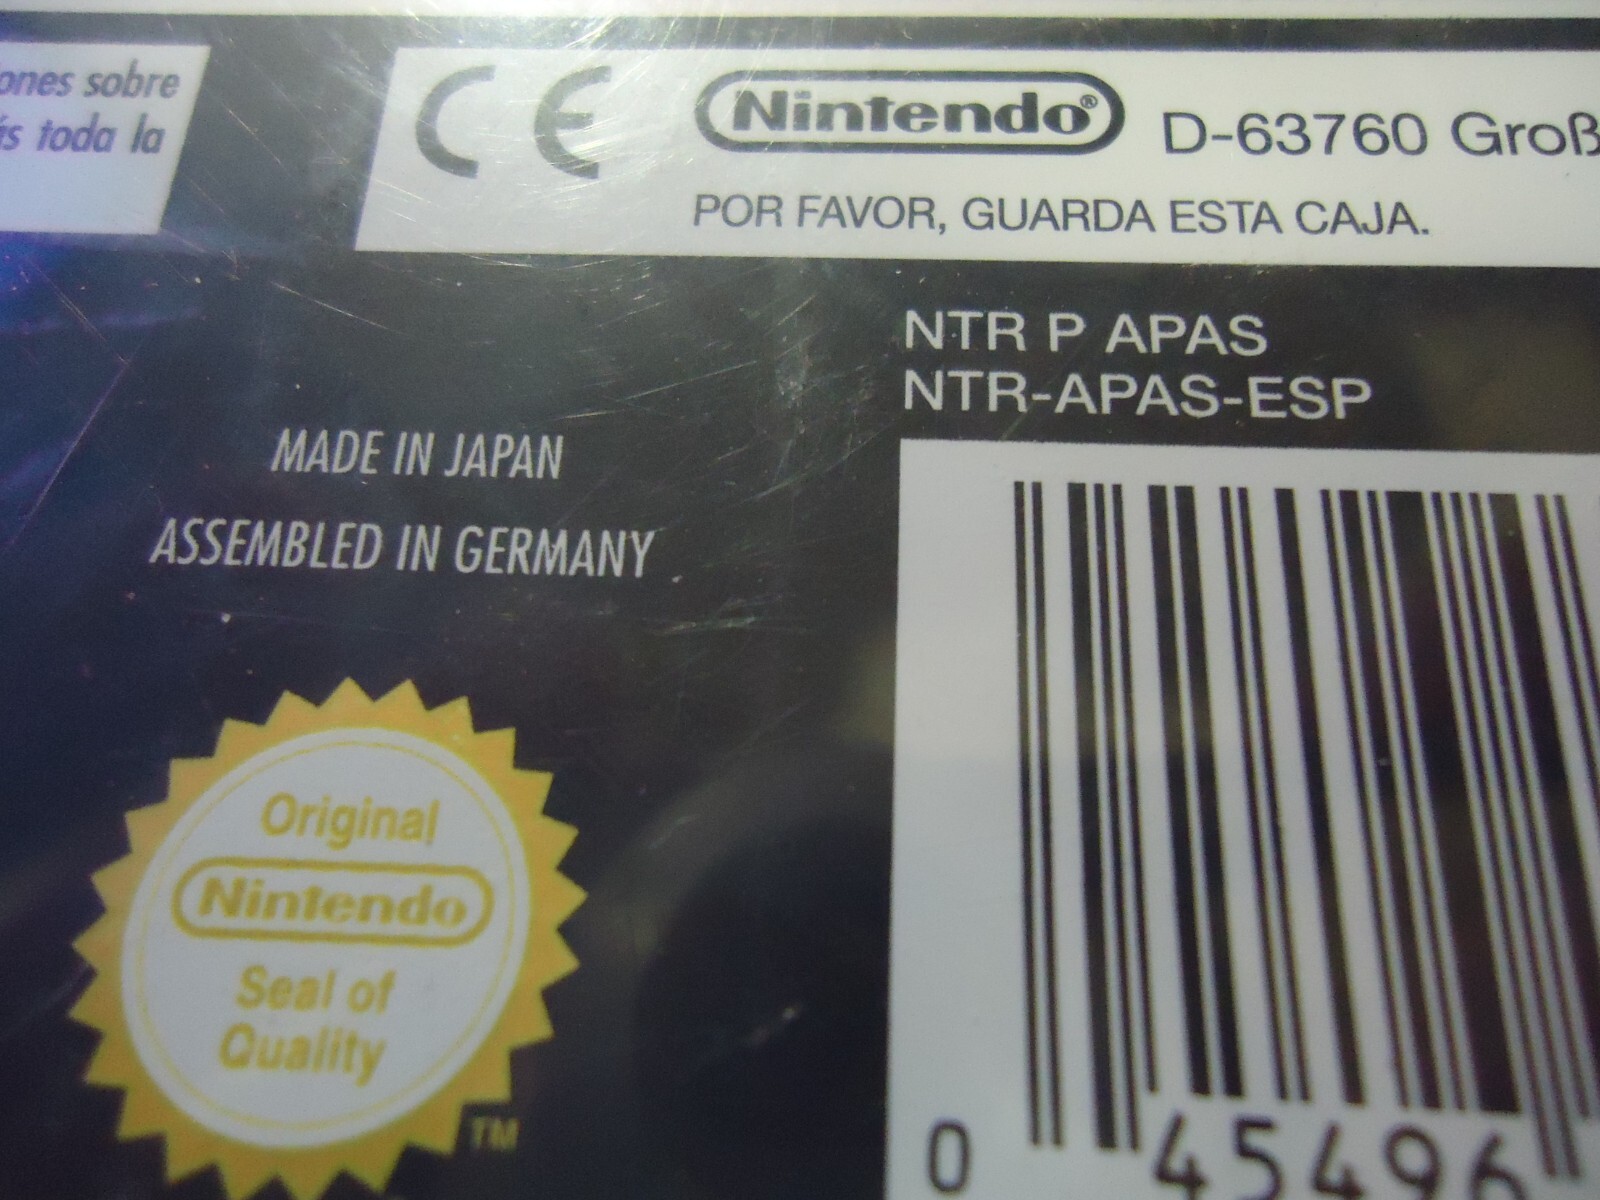 ones sobre
ás toda la
CE
Nintendo® D-63760 Groß
POR FAVOR, GUARDA ESTA CAJA.
NTR P APAS
NTR-APAS-ESP
MADE IN JAPAN
ASSEMBLED IN GERMANY
Original
Nintendo
Seal of
Quality
TM
0 45496